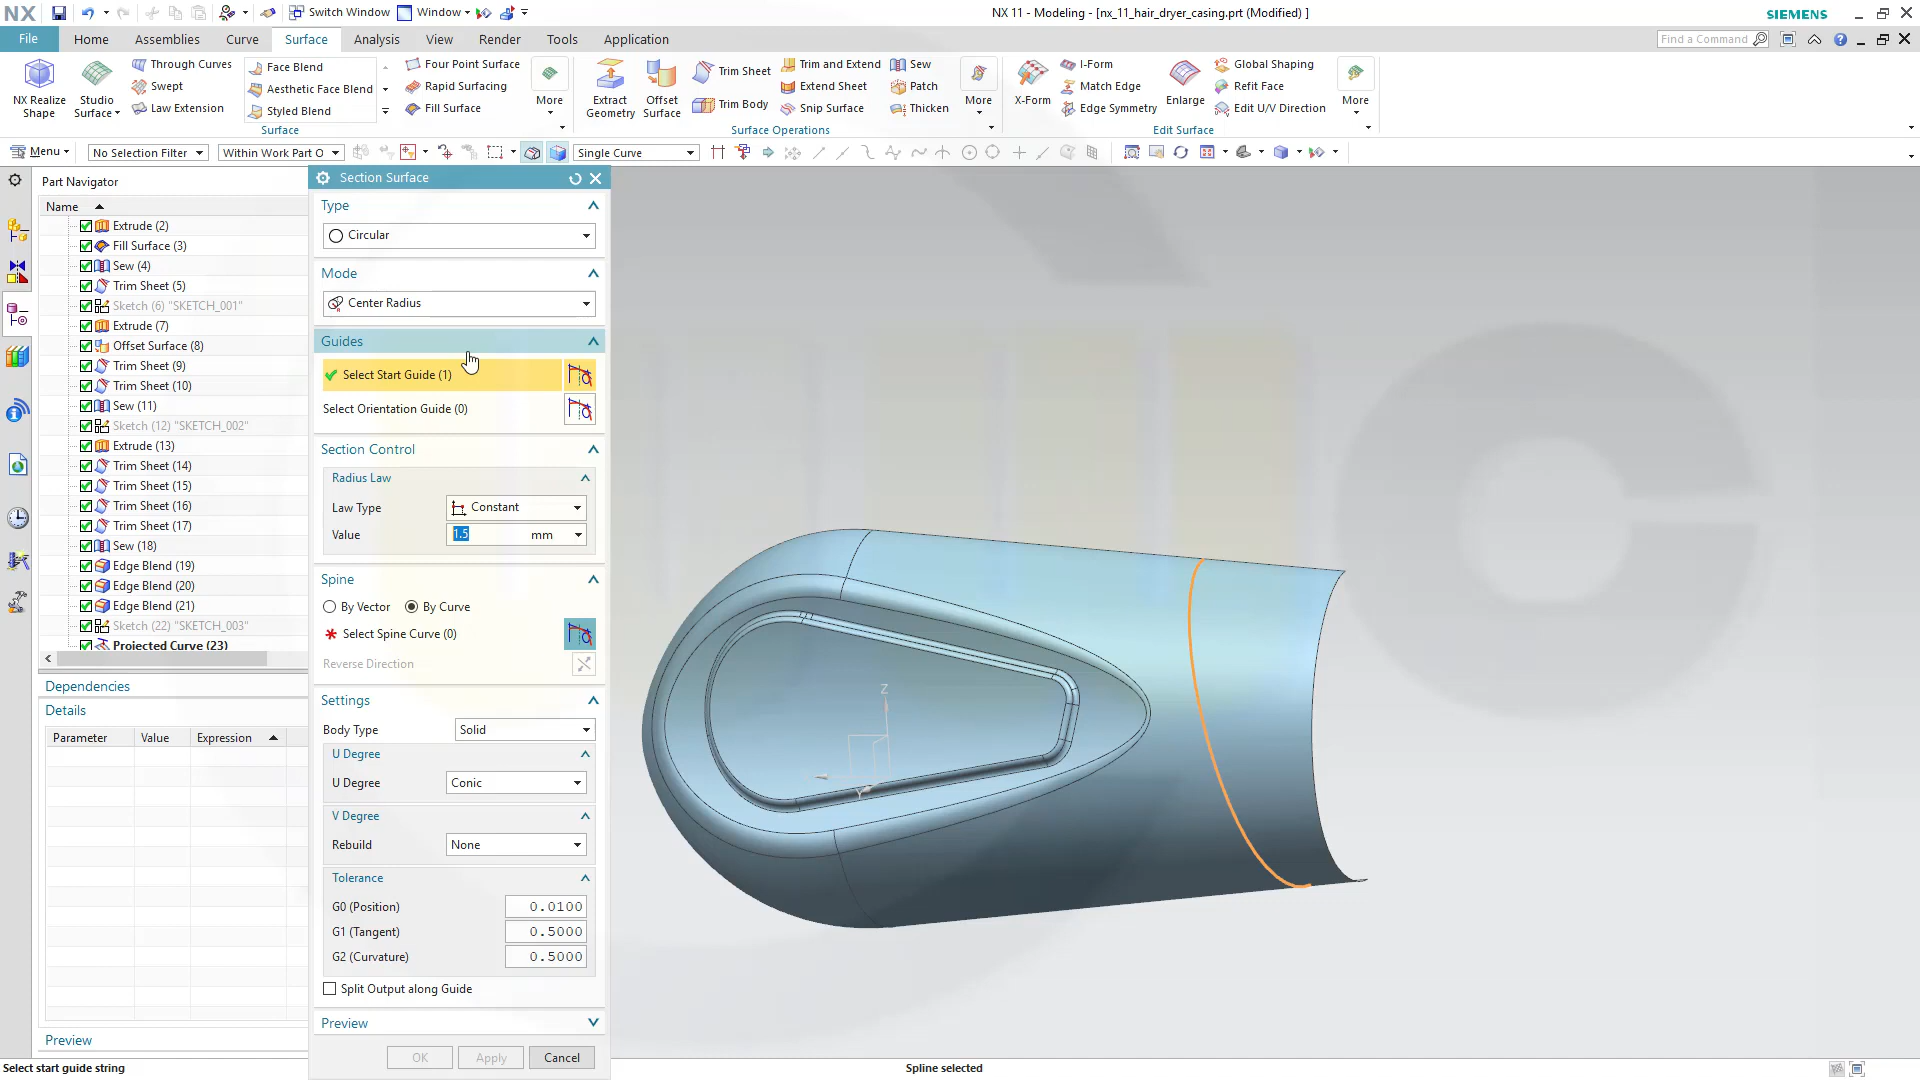 NX
Switch Window
Window
NX 11 - Modeling - [nx_11_hair_dryer_casing.prt (Modified) ]
SIEMENS
File
Home
Assemblies
Curve
Surface
Analysis
View
Render
Tools
Application
Find a Command
NX Realize
Shape
Studio
Surface
Through Curves
Swept
Law Extension
Face Blend
Aesthetic Face Blend
Styled Blend
Four Point Surface
Rapid Surfacing
Fill Surface
More
Surface
Extract
Geometry
Offset
Surface
Trim Sheet
Trim Body
Trim and Extend
Extend Sheet
Snip Surface
Sew
Patch
Thicken
More
Surface Operations
X-Form
I-Form
Match Edge
Edge Symmetry
Enlarge
Global Shaping
Refit Face
Edit U/V Direction
More
Edit Surface
Menu
No Selection Filter
Within Work Part O
Single Curve
Part Navigator
Name
Extrude (2)
Fill Surface (3)
Sew (4)
Trim Sheet (5)
Sketch (6) "SKETCH_001"
Extrude (7)
Offset Surface (8)
Trim Sheet (9)
Trim Sheet (10)
Sew (11)
Sketch (12) "SKETCH_002"
Extrude (13)
Trim Sheet (14)
Trim Sheet (15)
Trim Sheet (16)
Trim Sheet (17)
Sew (18)
Edge Blend (19)
Edge Blend (20)
Edge Blend (21)
Sketch (22) "SKETCH_003"
Projected Curve (23)
Dependencies
Details
Parameter Value Expression
Preview
Section Surface
Type
Circular
Mode
Center Radius
Guides
Select Start Guide (1)
Select Orientation Guide (0)
Section Control
Radius Law
Law Type Constant
Value 1.5 mm
Spine
By Vector By Curve
* Select Spine Curve (0)
Reverse Direction
Settings
Body Type Solid
U Degree
U Degree Conic
V Degree
Rebuild None
Tolerance
G0 (Position) 0.0100
G1 (Tangent) 0.5000
G2 (Curvature) 0.5000
Split Output along Guide
Preview
OK Apply Cancel
Z
Y
Select start guide string
Spline selected